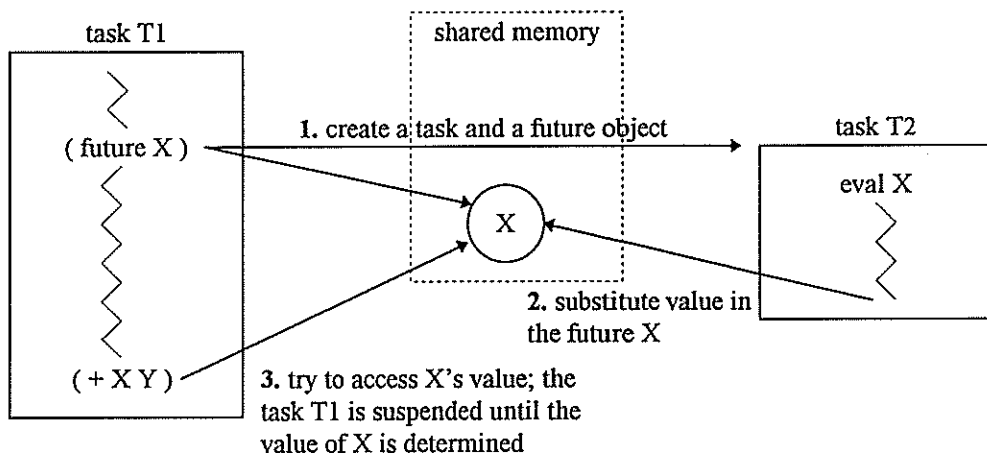 task T1
shared memory
1. create a task and a future object
task T2
( future X )
eval X
X
2. substitute value in
the future X
( + X Y )
3. try to access X's value; the
task T1 is suspended until the
value of X is determined